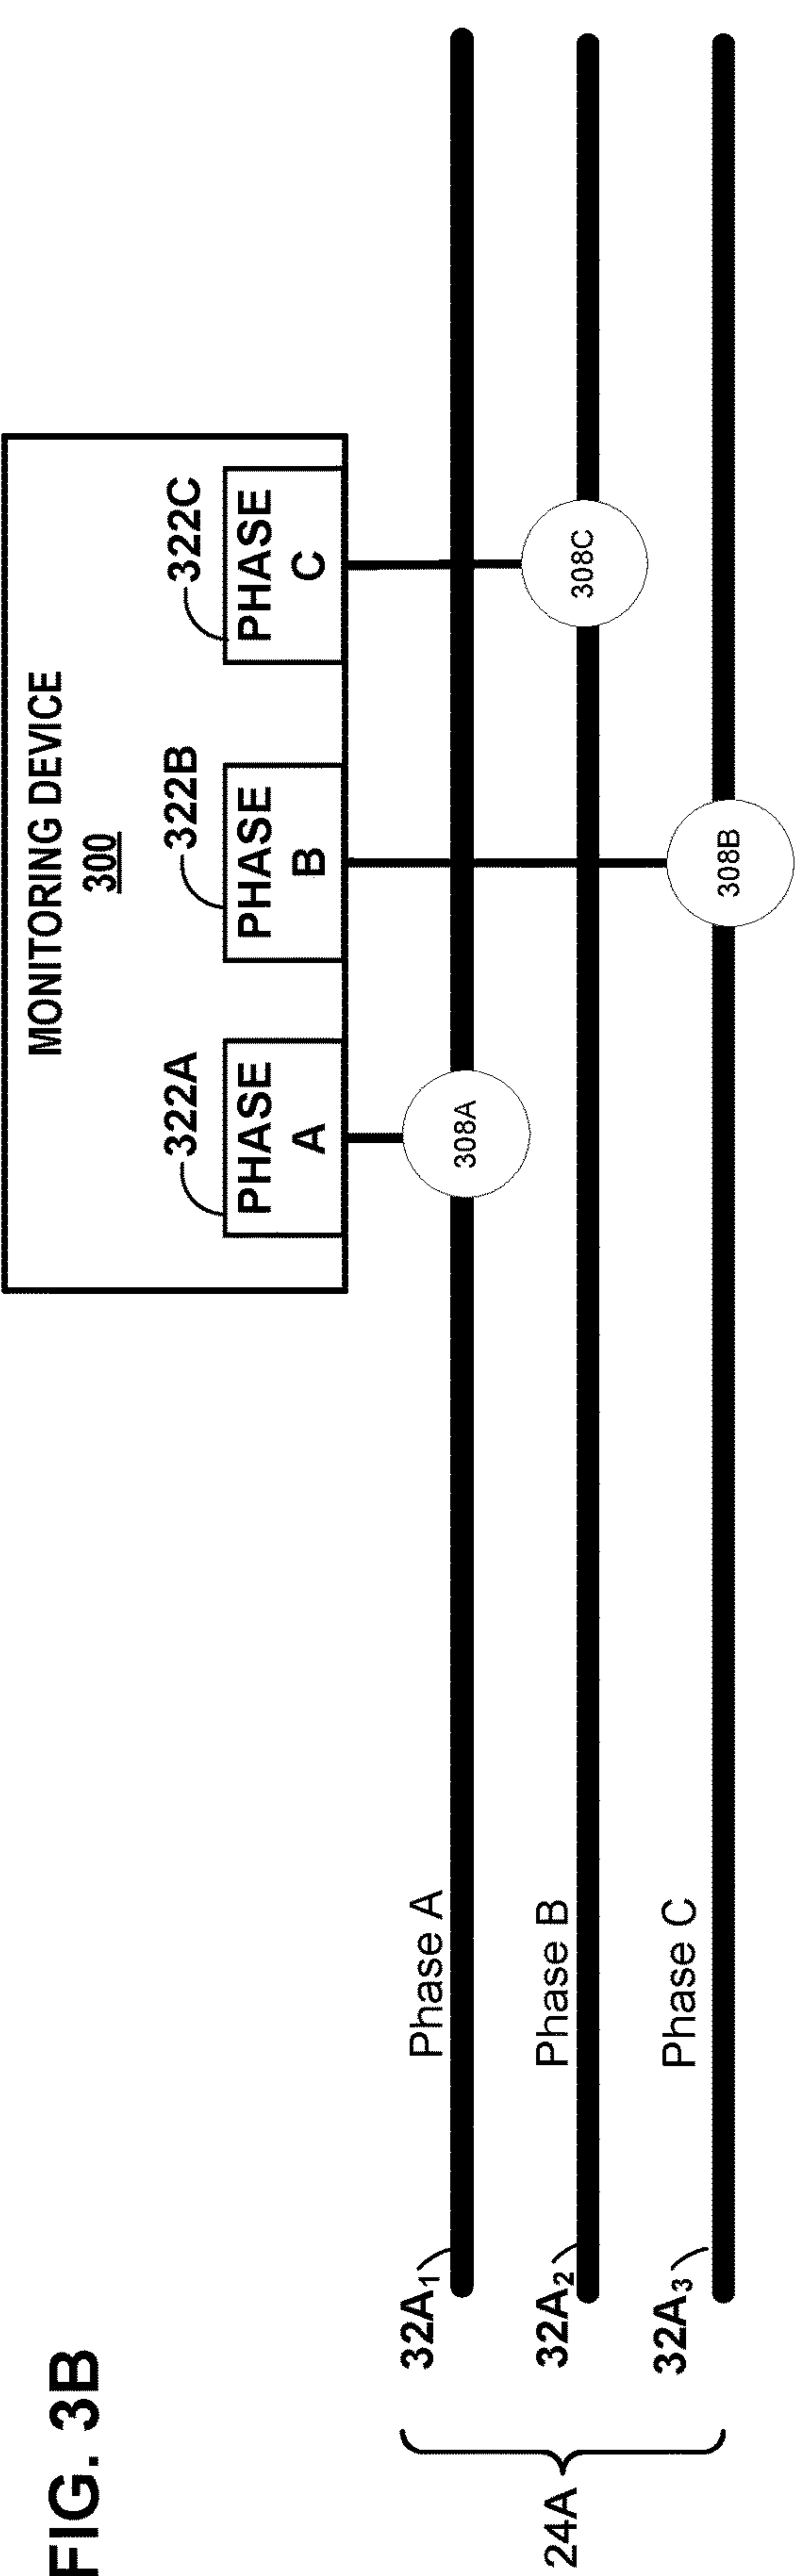 FIG. 3B
MONITORING DEVICE
300
322A
322B
322C
PHASE
A
PHASE
B
PHASE
C
308A
308C
308B
Phase A
Phase B
Phase C
32A₁
32A₂
32A₃
24A